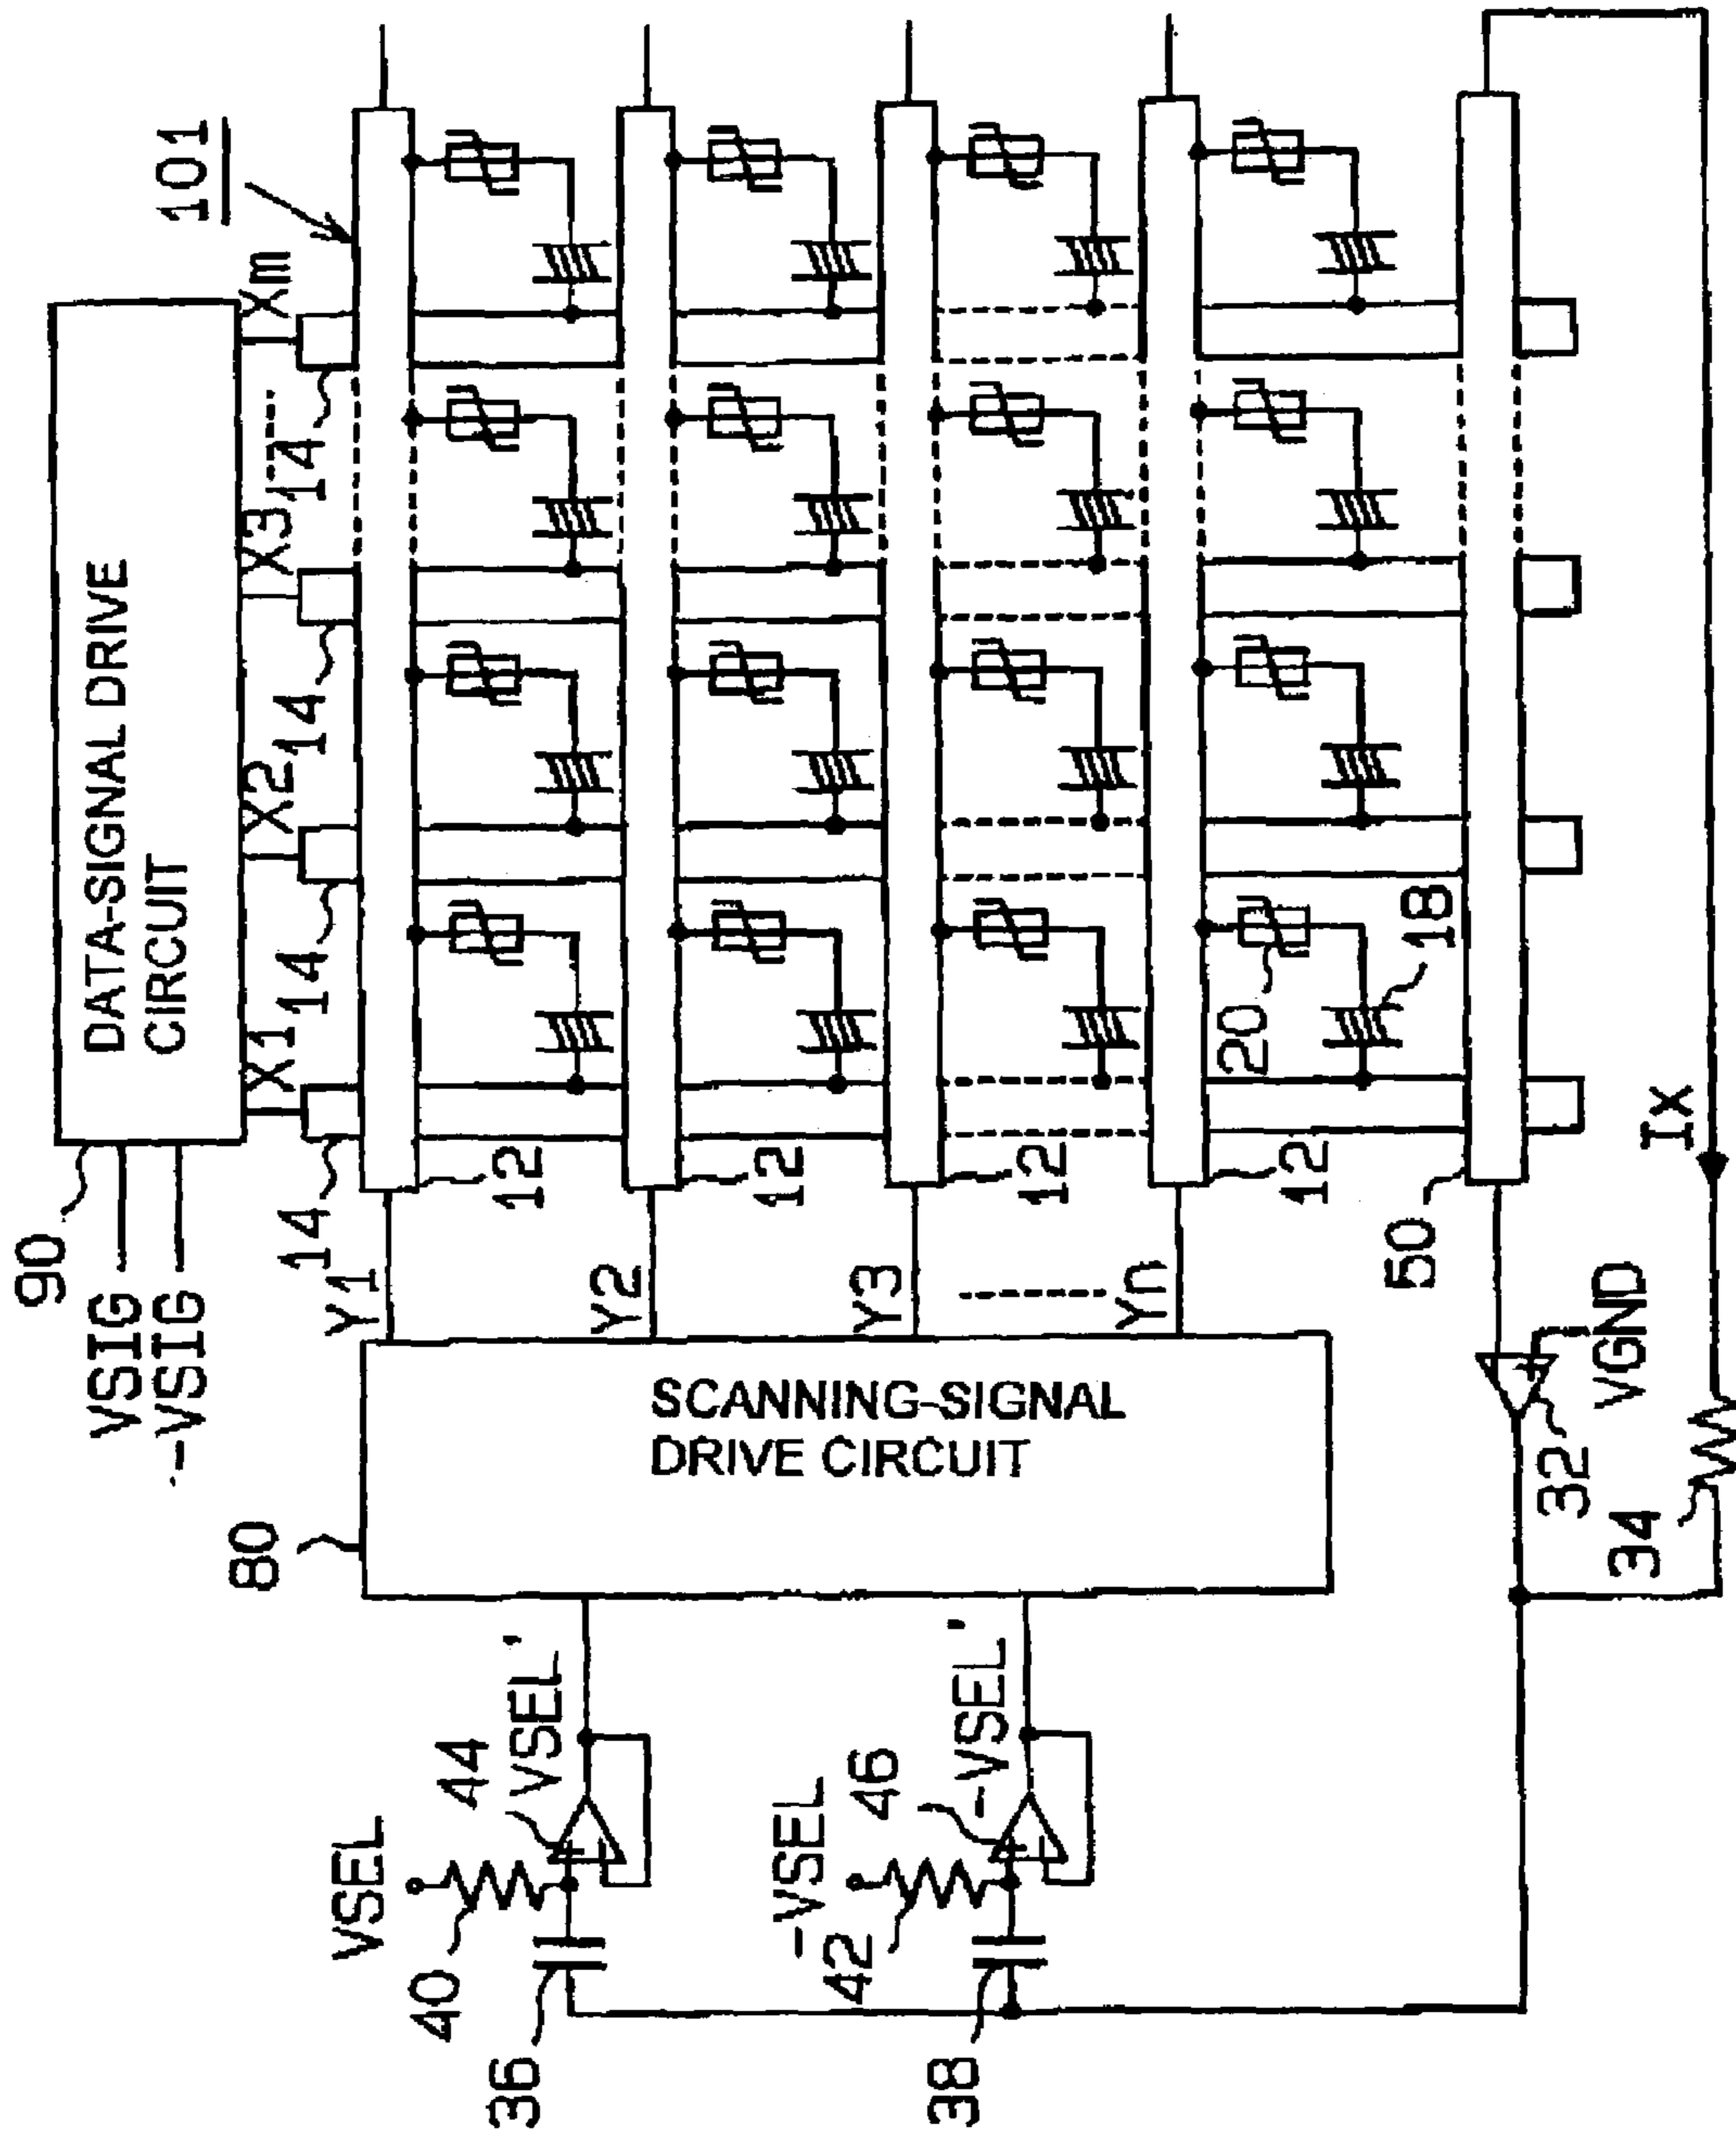 DATA-SIGNAL DRIVE
CIRCUIT
101
90
VSIG
-VSIG
X1
X2
X3
Xm
14
14
14
14
14
80
SCANNING-SIGNAL
DRIVE CIRCUIT
Y1
Y2
Y3
Yn
12
12
12
12
20
18
50
VSEL
40
36
44
VSEL'
-VSEL
42
38
46
-VSEL'
32
VGND
34
Ix